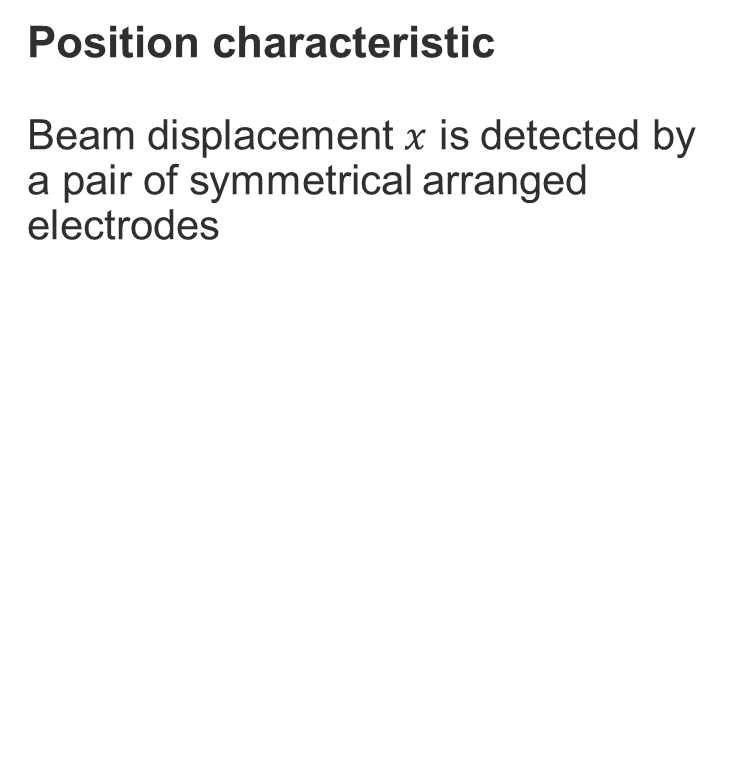 Position characteristic
Beam displacement x is detected by
a pair of symmetrical arranged
electrodes